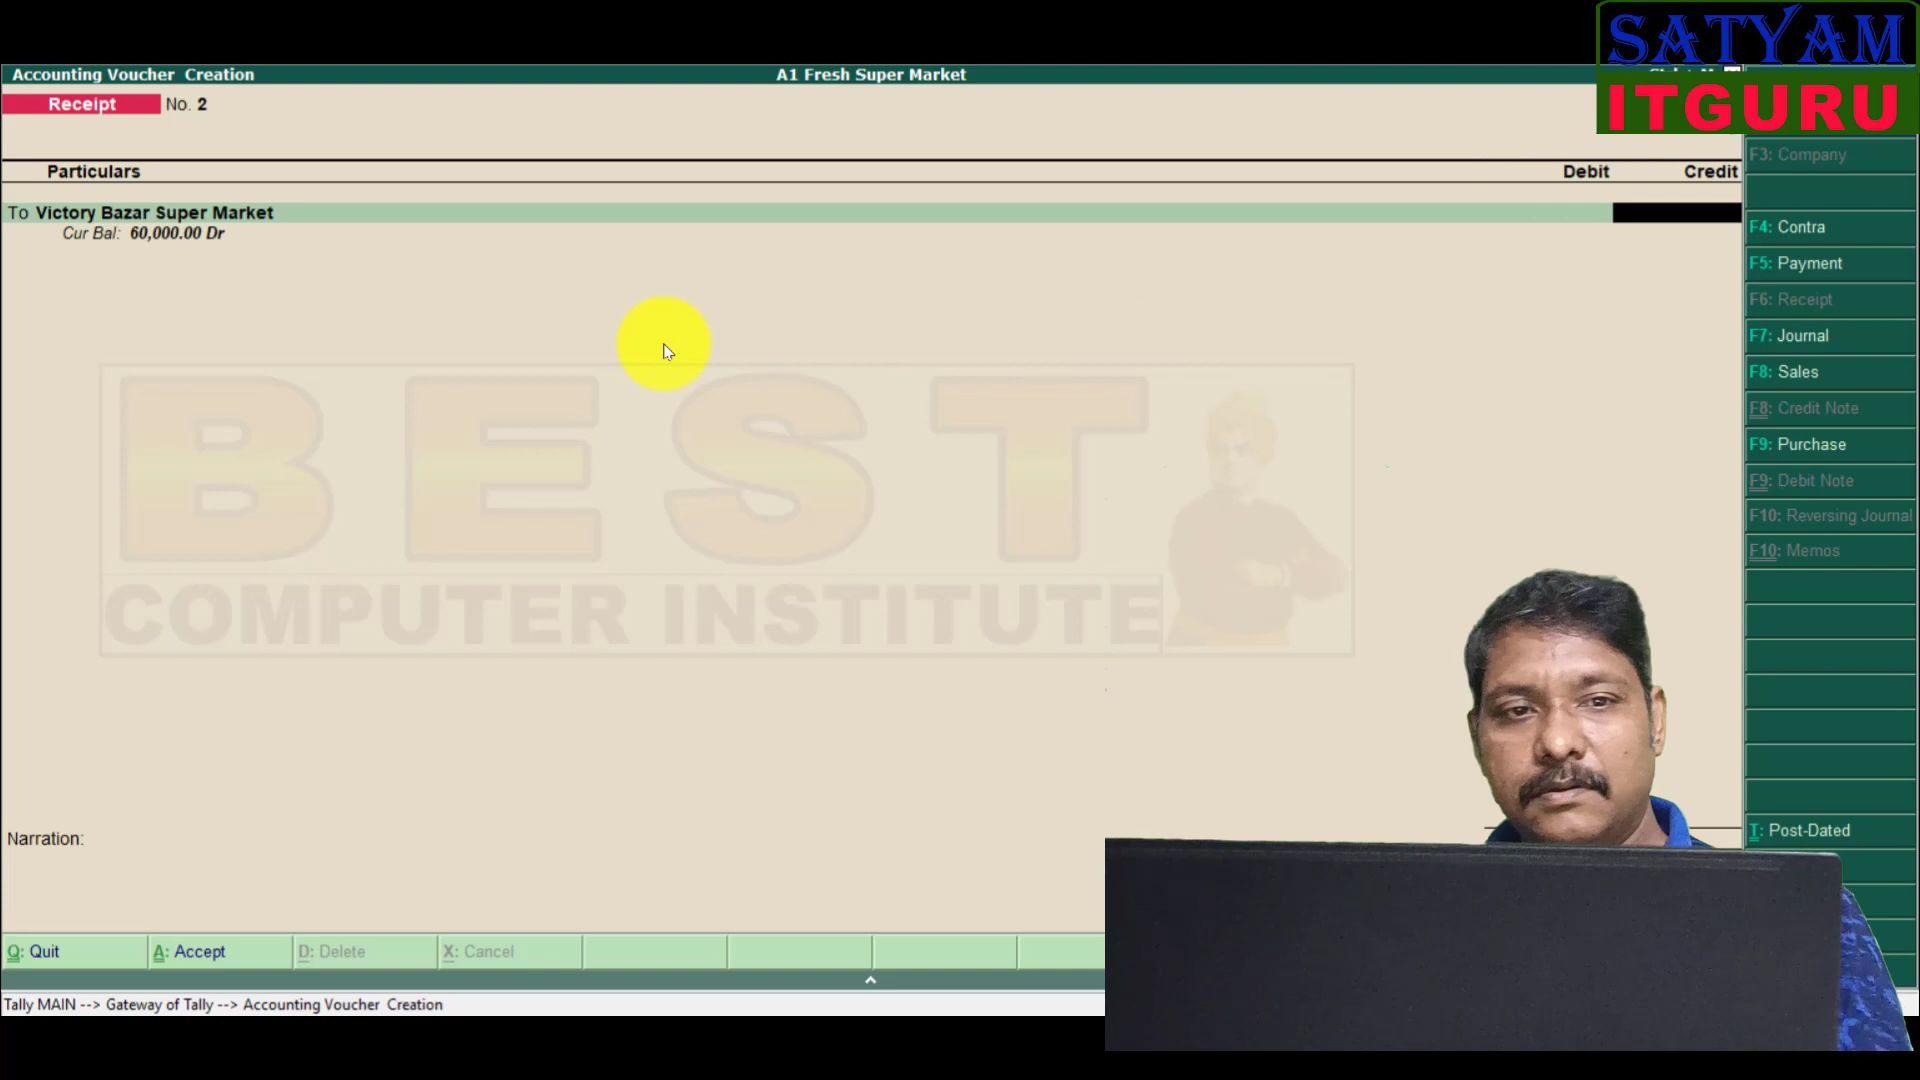 SATYAM
ITGURU
Accounting Voucher Creation
A1 Fresh Super Market
Receipt No. 2
Particulars Debit Credit
To Victory Bazar Super Market
Cur Bal: 60,000.00 Dr
BEST
COMPUTER INSTITUTE
Narration:
F3: Company
F4: Contra
F5: Payment
F6: Receipt
F7: Journal
F8: Sales
F8: Credit Note
F9: Purchase
F9: Debit Note
F10: Reversing Journal
F10: Memos
T: Post-Dated
Q: Quit A: Accept D: Delete X: Cancel
Tally MAIN --> Gateway of Tally --> Accounting Voucher Creation